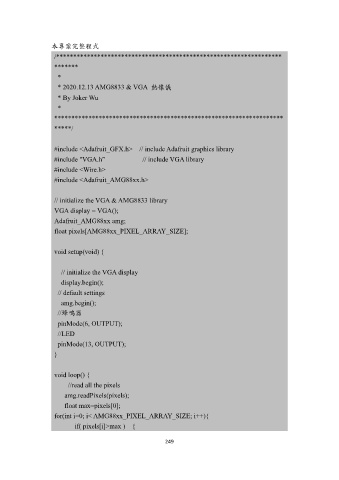 本專案完整程式
/*******************************************************************
*******
*
* 2020.12.13 AMG8833 & VGA 熱像儀
* By Joker Wu
*
********************************************************************
*****/
#include <Adafruit_GFX.h> // include Adafruit graphics library
#include "VGA.h" // include VGA library
#include <Wire.h>
#include <Adafruit_AMG88xx.h>
// initialize the VGA & AMG8833 library
VGA display = VGA();
Adafruit_AMG88xx amg;
float pixels[AMG88xx_PIXEL_ARRAY_SIZE];
void setup(void) {
// initialize the VGA display
display.begin();
// default settings
amg.begin();
//蜂鳴器
pinMode(6, OUTPUT);
//LED
pinMode(13, OUTPUT);
}
void loop() {
//read all the pixels
amg.readPixels(pixels);
float max=pixels[0];
for(int i=0; i< AMG88xx_PIXEL_ARRAY_SIZE; i++){
if( pixels[i]>max ) {
249